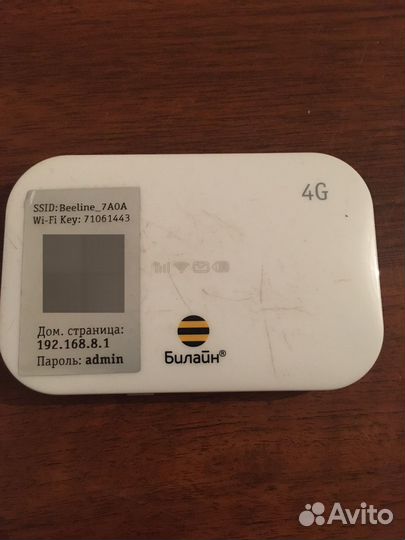 SSID:Beeline_7A0A
Wi-Fi Key: 71061443
4G
Дом. страница:
192.168.8.1
Пароль: admin
Билайн®
Avito